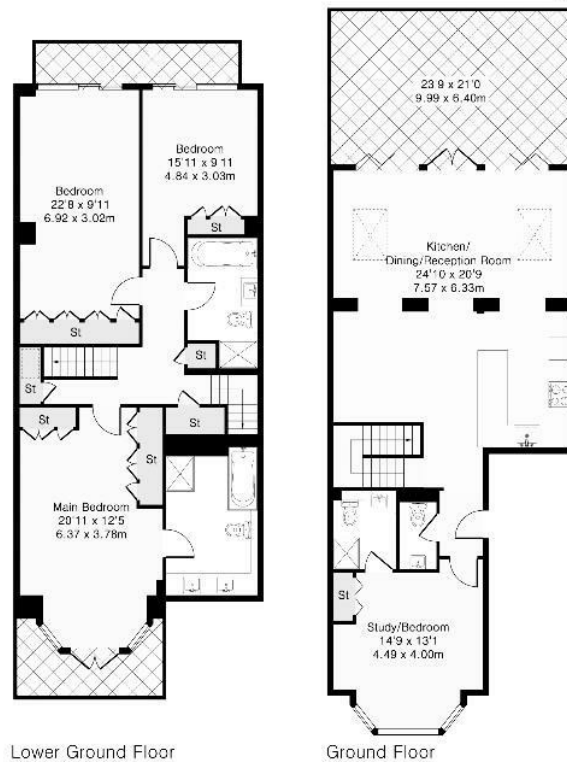 Bedroom
15'11 x 9'11
4.84 x 3.03m
Bedroom
22'8 x 9'11
6.92 x 3.02m
St
St
St
St
St
St
St
Main Bedroom
20'11 x 12'5
6.37 x 3.78m
Lower Ground Floor
23 9 x 21'0
9.99 x 6.40m
Kitchen/
Dining/Reception Room
24'10 x 20'9
7.57 x 6.33m
St
Study/Bedroom
14'9 x 13'1
4.49 x 4.00m
Ground Floor